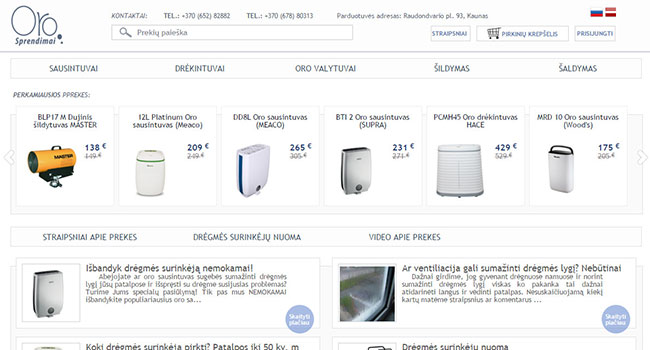 Oro
Sprendimai
KONTAKTAI: TEL.: +370 (652) 82882 TEL.: +370 (678) 80313 Parduotuvės adresas: Raudondvario pl. 93, Kaunas
Prekių paieška
STRAIPSNIAI
PIRKINIŲ KREPŠELIS
PRISIJUNGTI
SAUSINTUVAI DRĖKINTUVAI ORO VALYTUVAI ŠILDYMAS ŠALDYMAS
PERKAMIAUSIOS PPREKES:
BLP17 M Dujinis
šildytuvas MASTER
138 €
149 €
MASTER
12L Platinum Oro
sausintuvas (Meaco)
209 €
249 €
DD8L Oro sausintuvas
(MEACO)
265 €
305 €
BTI 2 Oro sausintuvas
(SUPRA)
231 €
271 €
PCMH45 Oro drėkintuvas
HACE
429 €
529 €
MRD 10 Oro sausintuvas
(Wood's)
175 €
205 €
STRAIPSNIAI APIE PREKES DRĖGMĖS SURINKĖJŲ NUOMA VIDEO APIE PREKES
Išbandyk drėgmės surinkėją nemokamai!
Abejojate ar oro sausintuvas sugebės sumažinti drėgmės
lygį jūsų patalpose ir išspręsti su drėgme susijusias problemas?
Turime Jums specialų pasiūlymą! Tik pas mus NEMOKAMAI
išbandykite populiariausius oro sa...
Skaityti
plačiau
Ar ventiliacija gali sumažinti drėgmės lygį? Nebūtinai
Dažnai girdime, jog gyvenant drėgnuose namuose ir norint
sumažinti drėgmės lygį viskas ko pakanka tai dažnai
atidarinėti langus ir vėdinti patalpas. Nesuskaičiuojamą kiekį
kartų matėme straipsnius ar komentarus ...
Skaityti
plačiau
Kokį drėgmės surinkėją pirkti? Patalpos iki 50 kv. m
Drėgmės surinkėjų nuoma